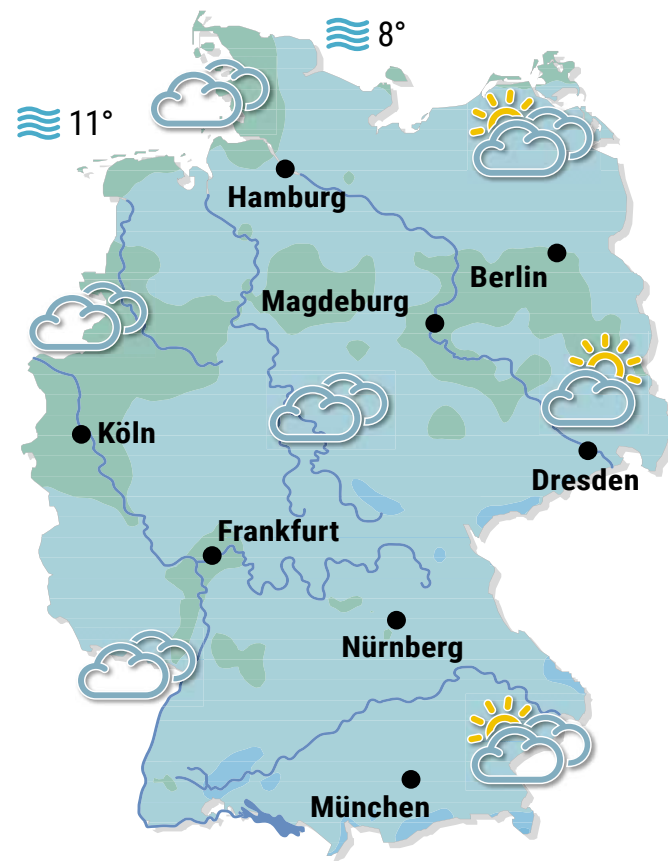 8°
11°
Hamburg
Berlin
Magdeburg
Köln
Dresden
Frankfurt
Nürnberg
München